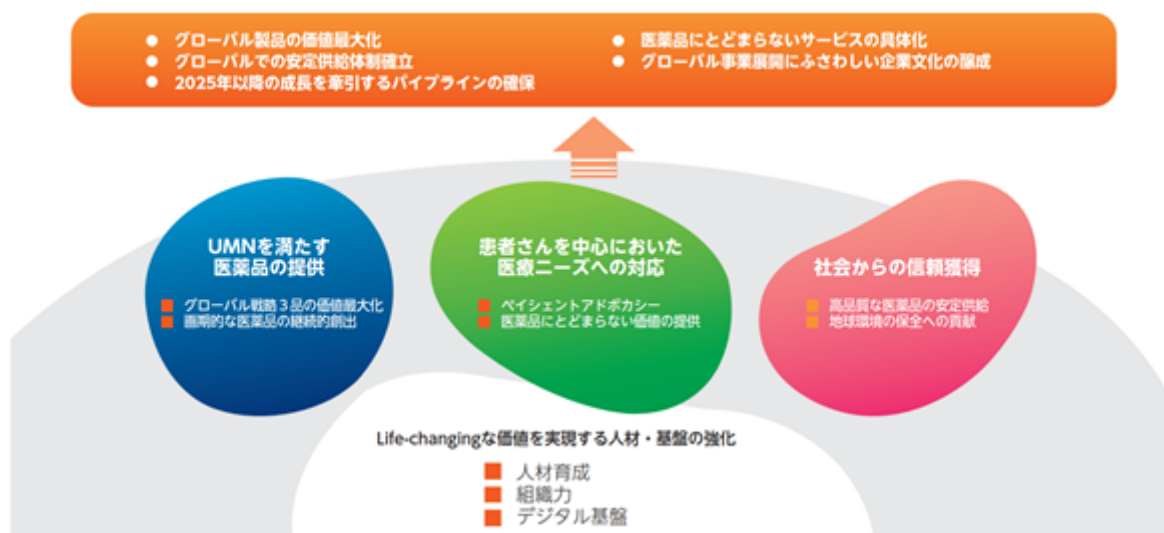 グローバル製品の価値最大化
グローバルでの安定供給体制確立
2025年以降の成長を牽引するパイプラインの確保
医薬品にとどまらないサービスの具体化
グローバル事業展開にふさわしい企業文化の醸成
UMNを満たす
医薬品の提供
グローバル戦略3品の価値最大化
画期的な医薬品の継続的創出
患者さんを中心においた
医療ニーズへの対応
ペイシェントアドボカシー
医薬品にとどまらない価値の提供
社会からの信頼獲得
高品質な医薬品の安定供給
地球環境の保全への貢献
Life-changingな価値を実現する人材・基盤の強化
人材育成
組織力
デジタル基盤